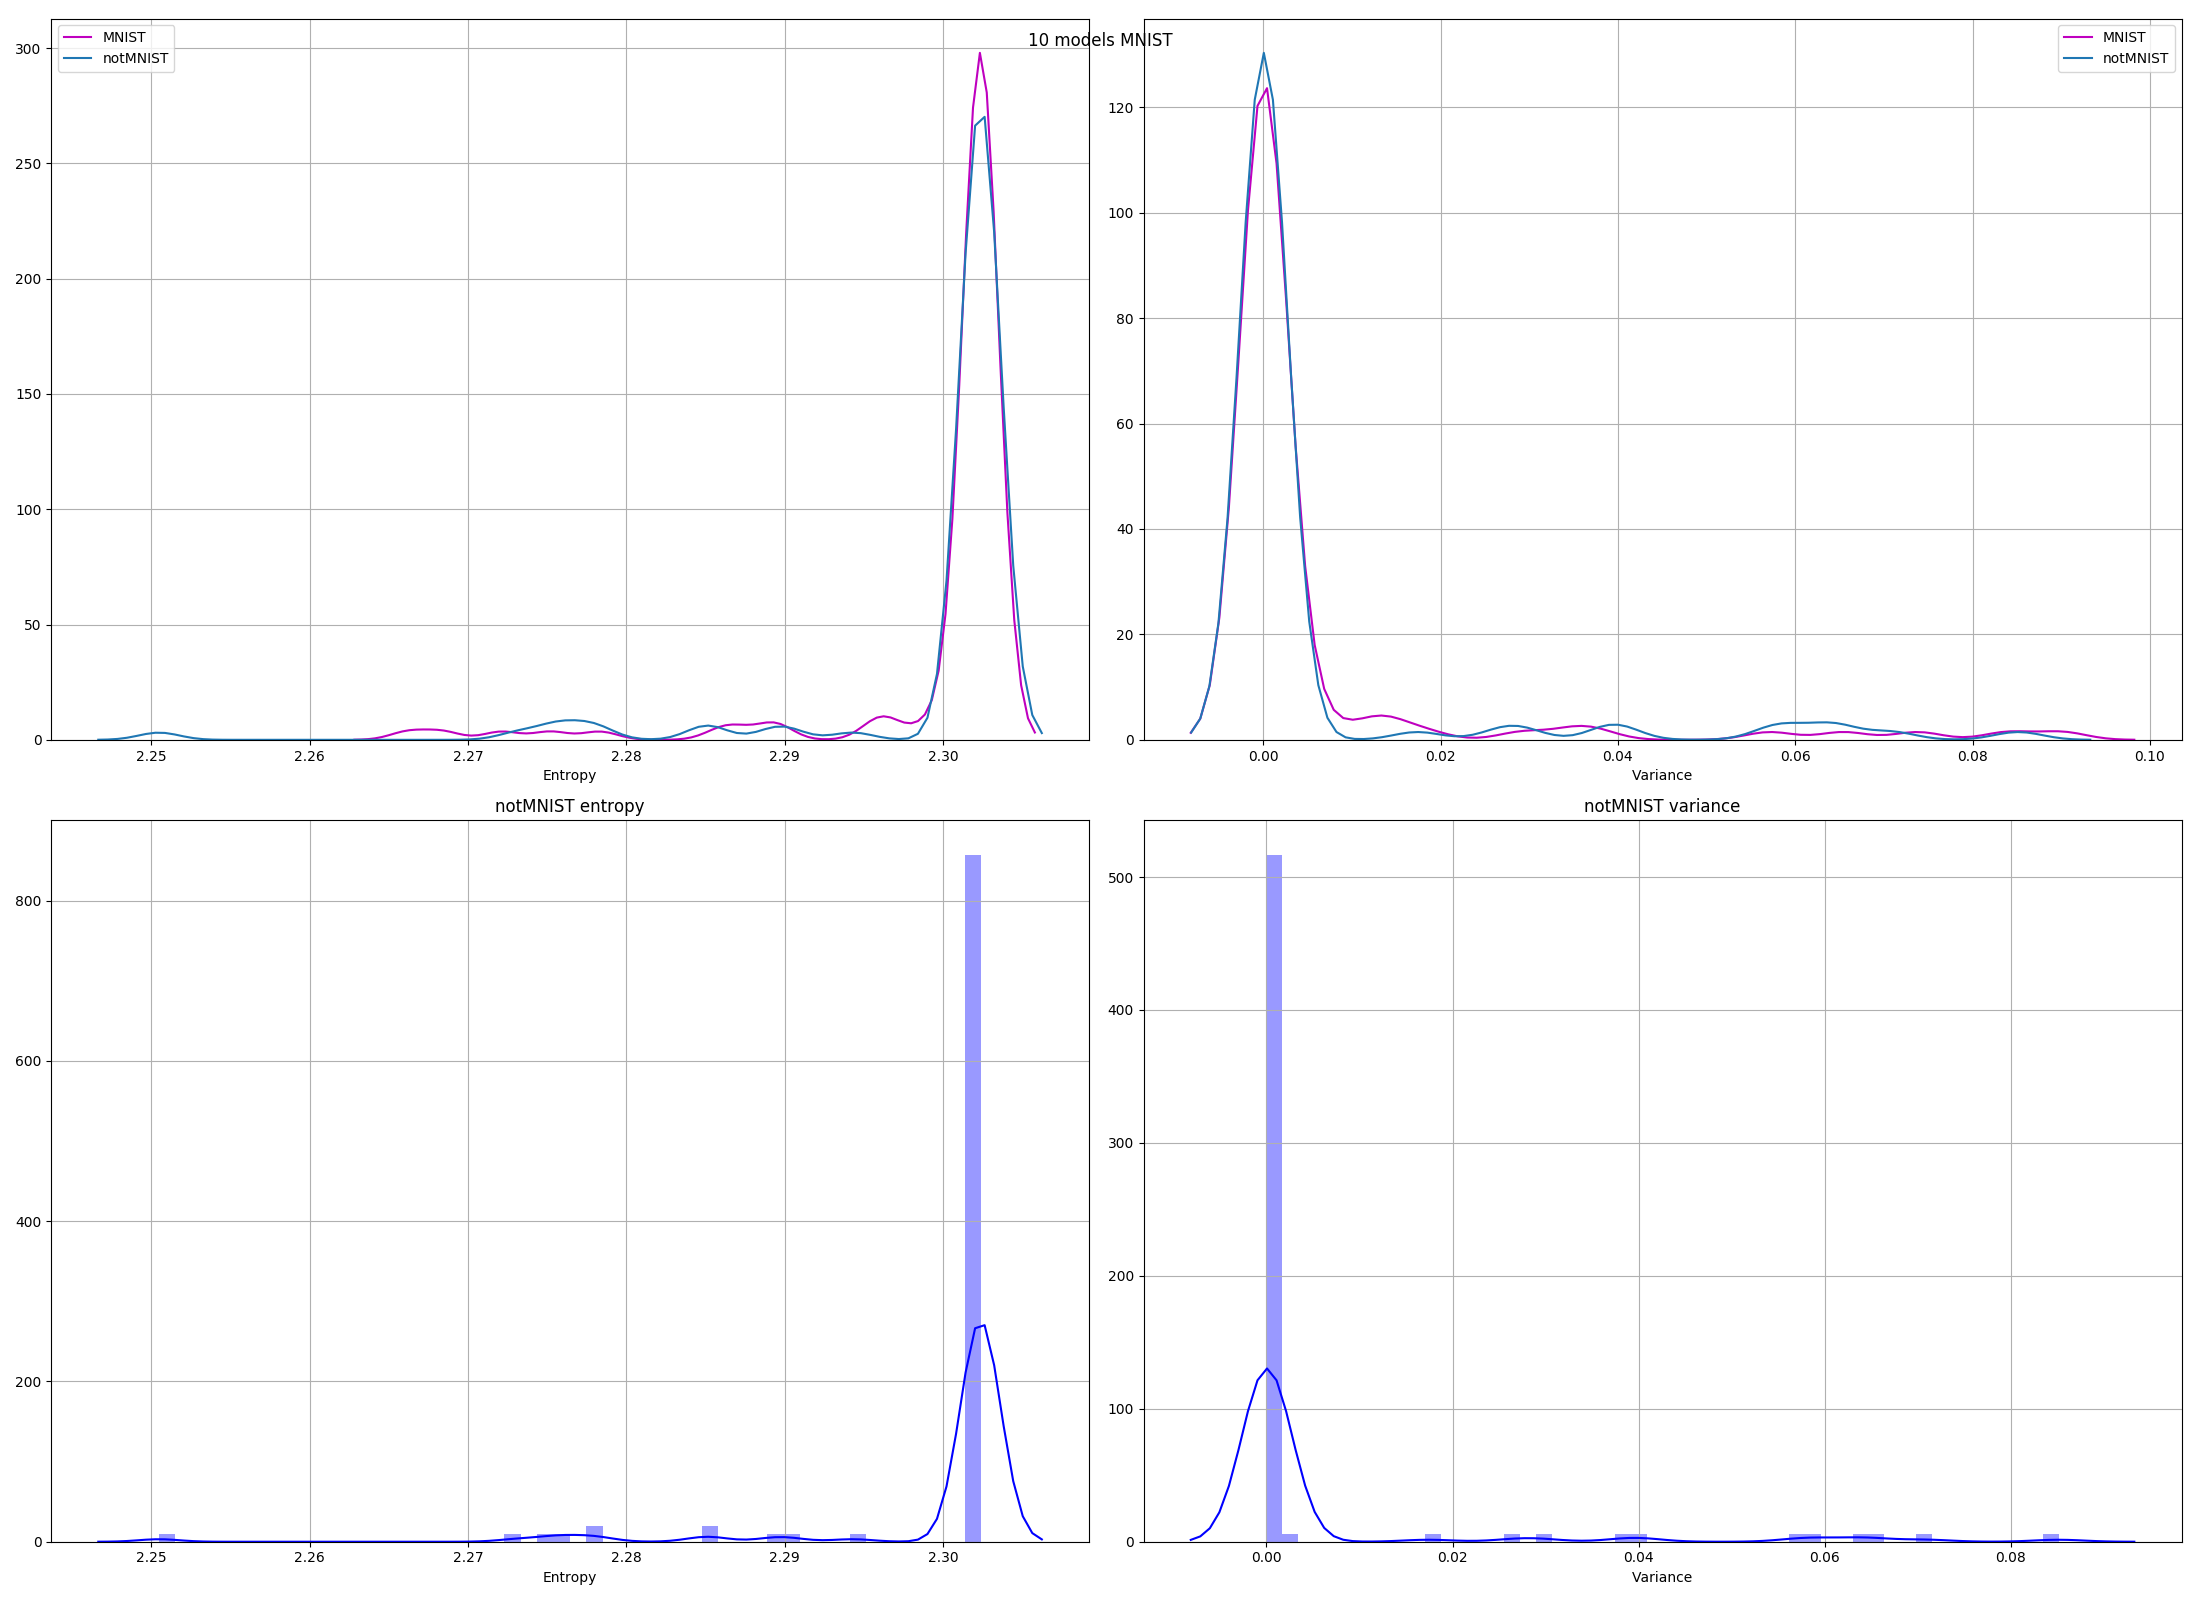 10 models MNIST
MNIST
notMNIST
300
250
200
150
100
50
0
2.25 2.26 2.27 2.28 2.29 2.30
Entropy
MNIST
notMNIST
120
100
80
60
40
20
0
0.00 0.02 0.04 0.06 0.08 0.10
Variance
notMNIST entropy
800
600
400
200
0
2.25 2.26 2.27 2.28 2.29 2.30
Entropy
notMNIST variance
500
400
300
200
100
0
0.00 0.02 0.04 0.06 0.08
Variance